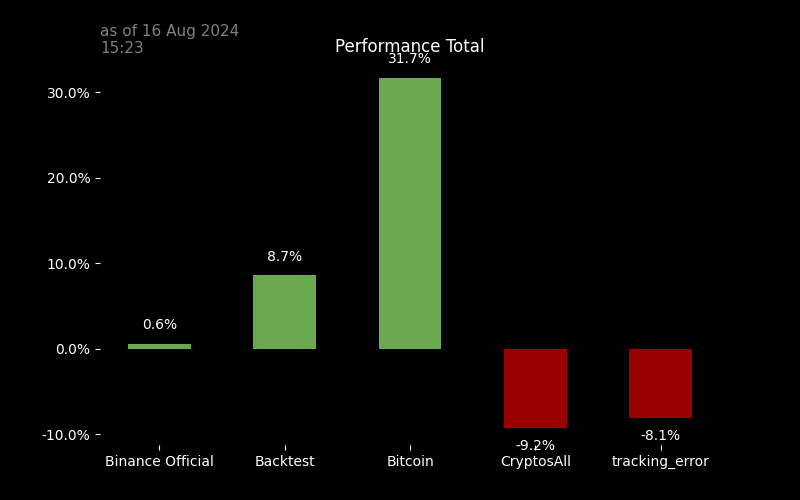 as of 16 Aug 2024
15:23
Performance Total
31.7%
30.0%
20.0%
10.0%
8.7%
0.6%
0.0%
-10.0%
-9.2%
-8.1%
Binance Official
Backtest
Bitcoin
CryptosAll
tracking_error